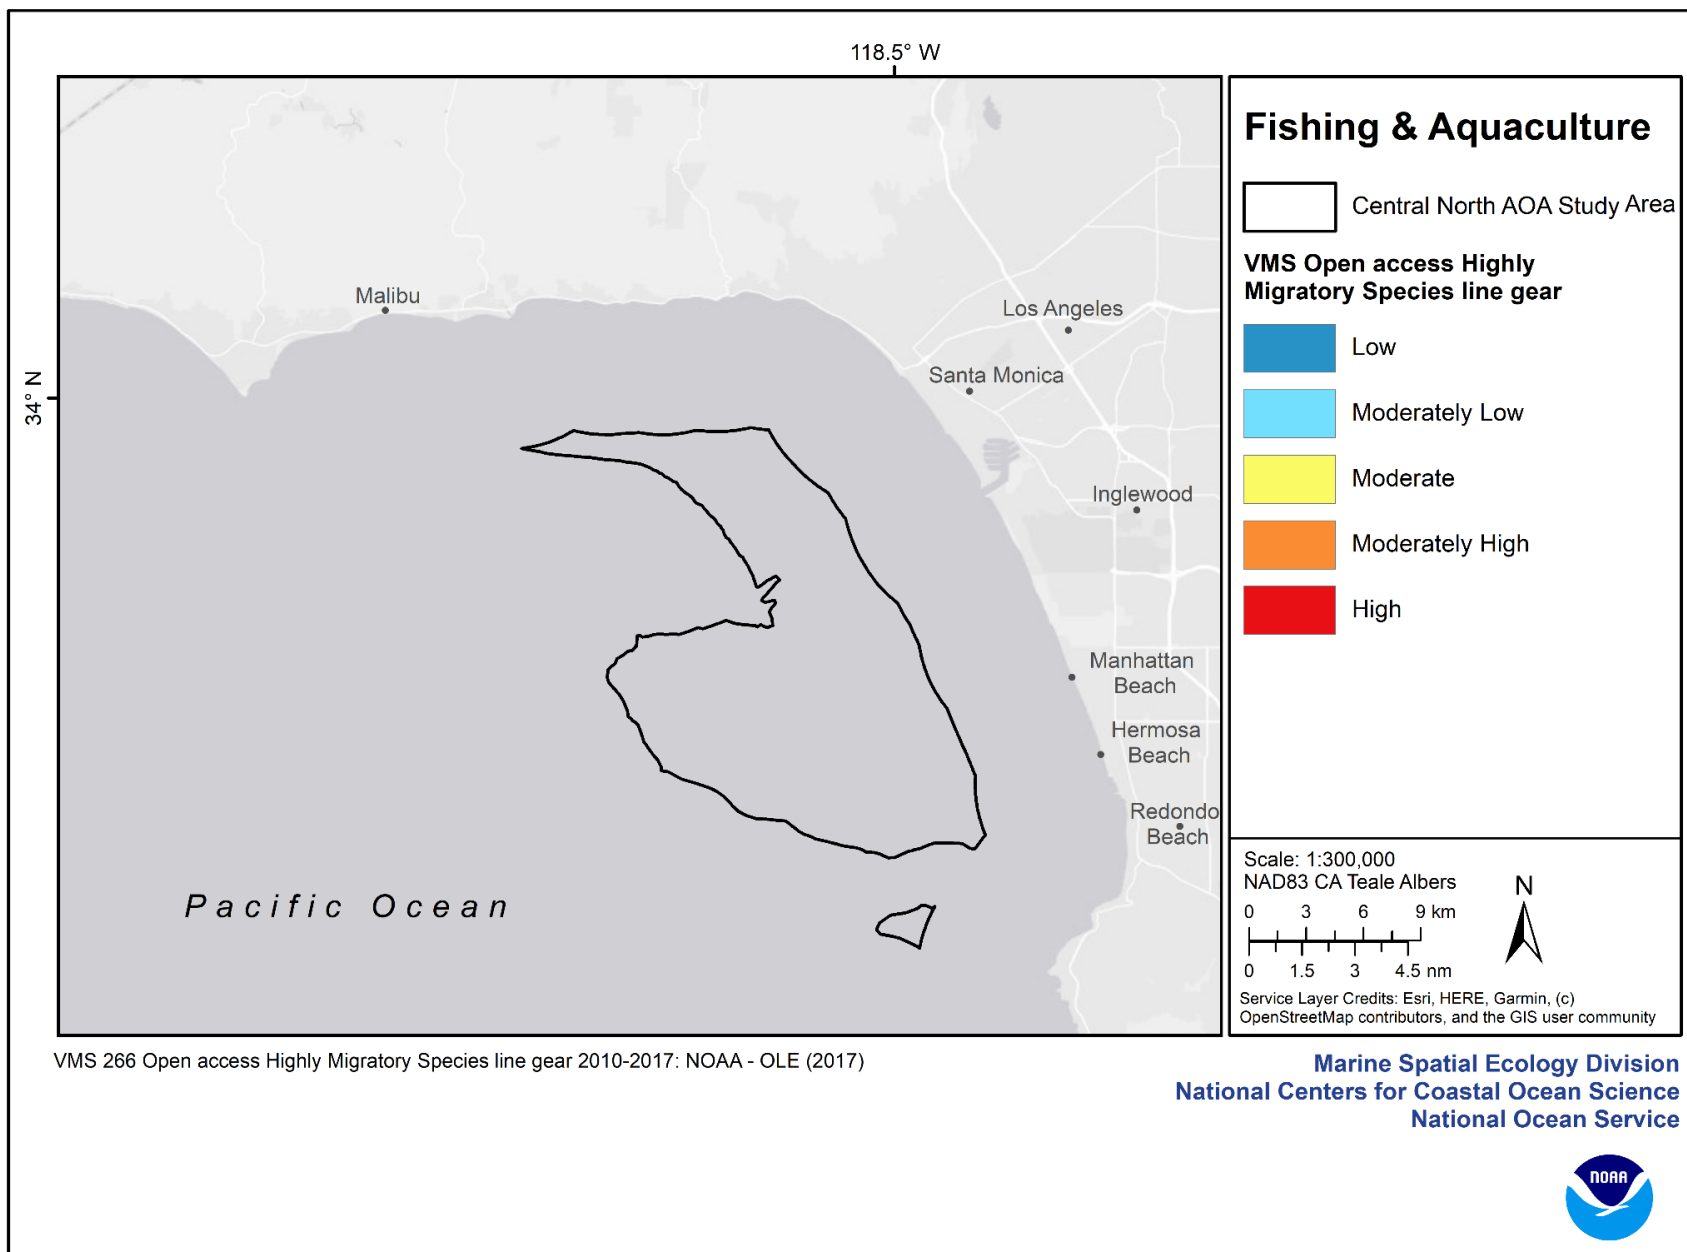 118.5° W
34° N
Malibu
Los Angeles
Santa Monica
Inglewood
Manhattan
Beach
Hermosa
Beach
Redondo
Beach
Pacific Ocean
Fishing & Aquaculture
Central North AOA Study Area
VMS Open access Highly
Migratory Species line gear
Low
Moderately Low
Moderate
Moderately High
High
Scale: 1:300,000
NAD83 CA Teale Albers
0 3 6 9 km
0 1.5 3 4.5 nm
N
Service Layer Credits: Esri, HERE, Garmin, (c)
OpenStreetMap contributors, and the GIS user community
VMS 266 Open access Highly Migratory Species line gear 2010-2017: NOAA - OLE (2017)
Marine Spatial Ecology Division
National Centers for Coastal Ocean Science
National Ocean Service
NOAA